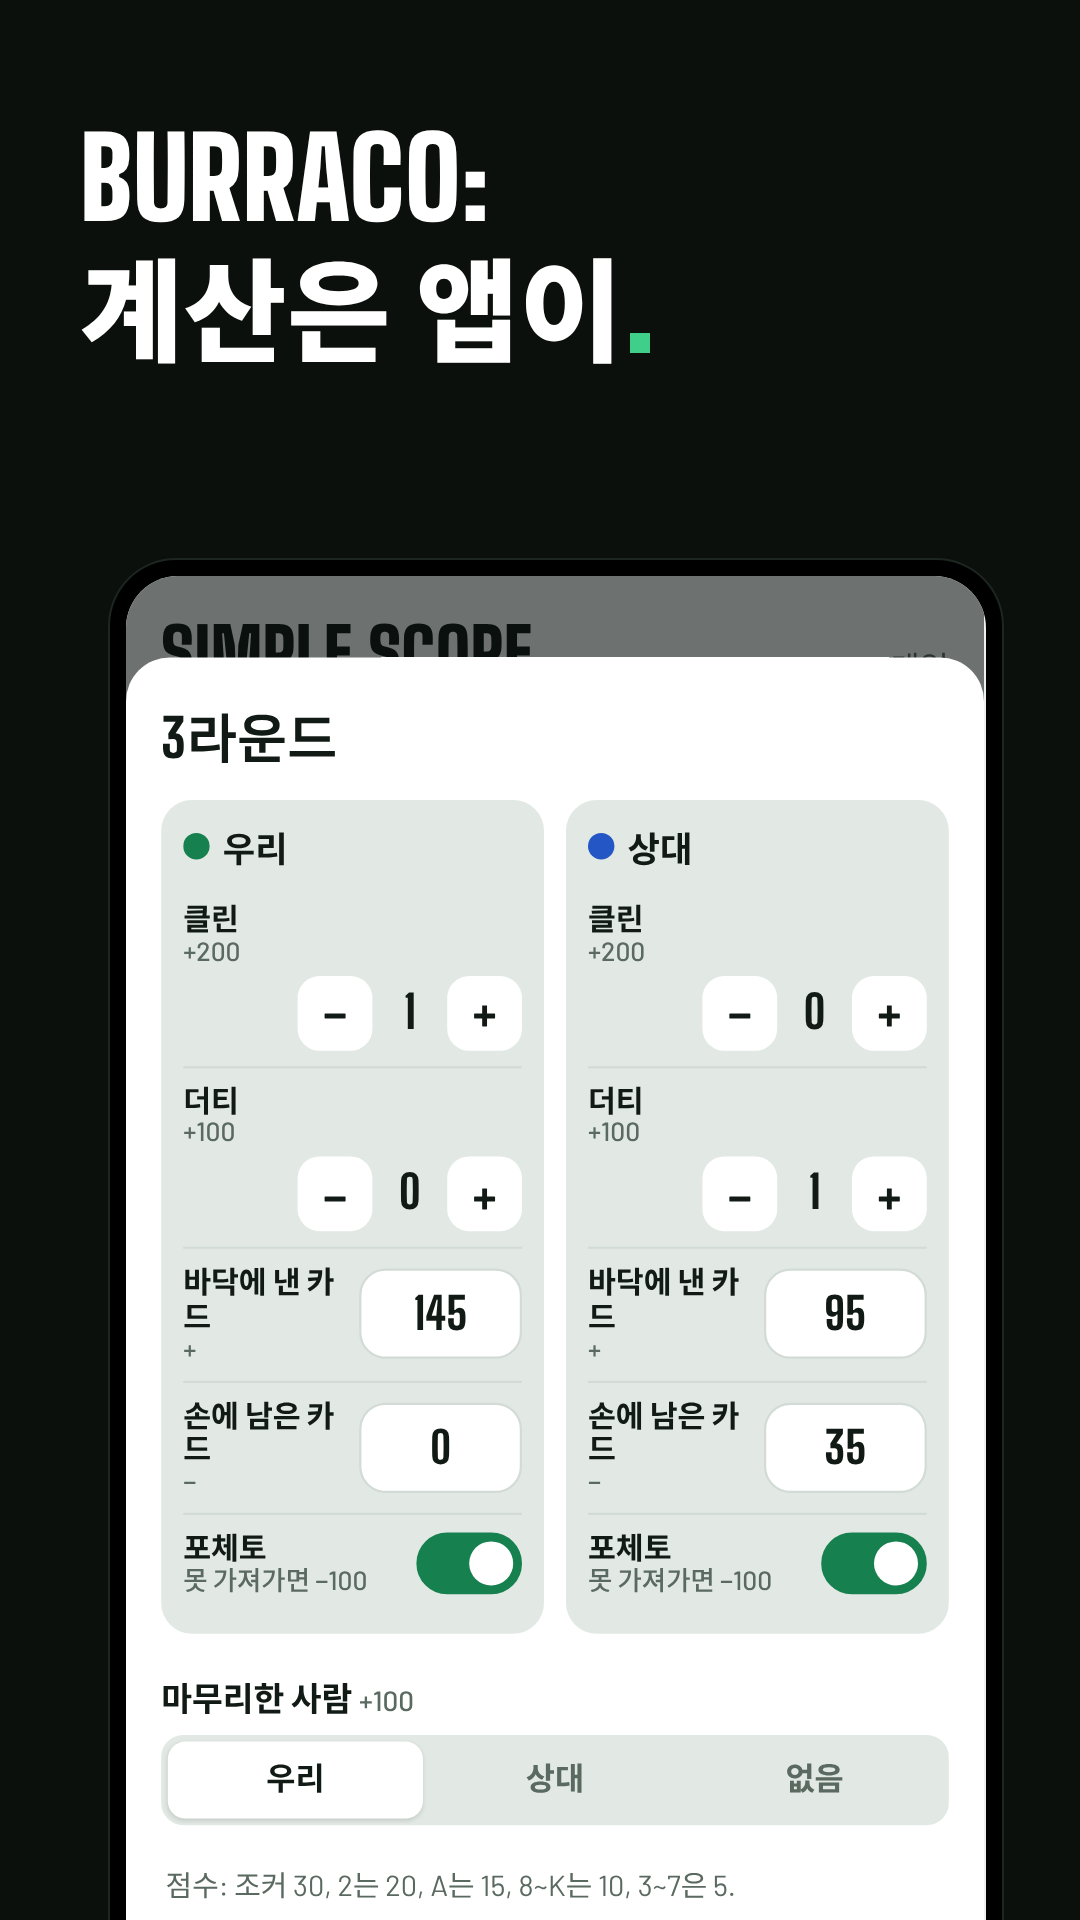 BURRACO:
계산은 앱이.
SIMPLE SCORE
3라운드
우리
클린
+200
− 1 +
더티
+100
− 0 +
바닥에 낸 카
드
+
145
손에 남은 카
드
−
0
포체토
못 가져가면 −100
상대
클린
+200
− 0 +
더티
+100
− 1 +
바닥에 낸 카
드
+
95
손에 남은 카
드
−
35
포체토
못 가져가면 −100
마무리한 사람 +100
우리 상대 없음
점수: 조커 30, 2는 20, A는 15, 8~K는 10, 3~7은 5.